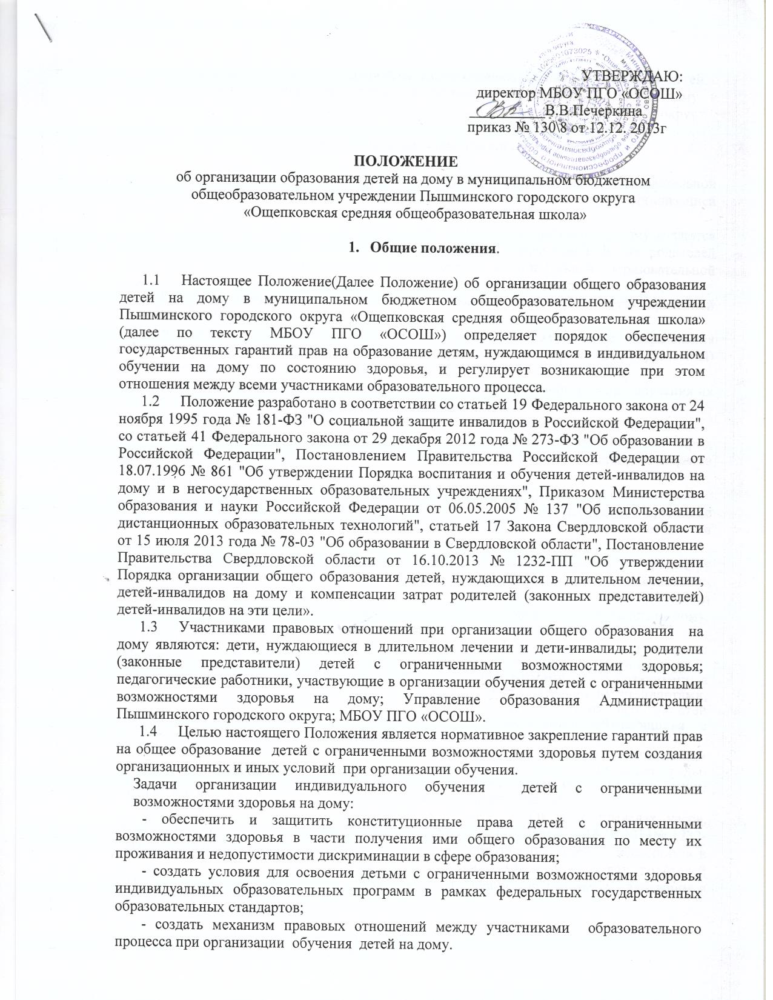 УТВЕРЖДАЮ:
директор МБОУ ПГО «ОСОШ»
__________В.В.Печеркина
приказ № 130\8 от 12.12. 2013г
ПОЛОЖЕНИЕ
об организации образования детей на дому в муниципальном бюджетном
общеобразовательном учреждении Пышминского городского округа
«Ощепковская средняя общеобразовательная школа»
1. Общие положения.
1.1 Настоящее Положение(Далее Положение) об организации общего образования
детей на дому в муниципальном бюджетном общеобразовательном учреждении
Пышминского городского округа «Ощепковская средняя общеобразовательная школа»
(далее по тексту МБОУ ПГО «ОСОШ») определяет порядок обеспечения
государственных гарантий прав на образование детям, нуждающимся в индивидуальном
обучении на дому по состоянию здоровья, и регулирует возникающие при этом
отношения между всеми участниками образовательного процесса.
1.2 Положение разработано в соответствии со статьей 19 Федерального закона от 24
ноября 1995 года № 181-ФЗ "О социальной защите инвалидов в Российской Федерации",
со статьей 41 Федерального закона от 29 декабря 2012 года № 273-ФЗ "Об образовании в
Российской Федерации", Постановлением Правительства Российской Федерации от
18.07.1996 № 861 "Об утверждении Порядка воспитания и обучения детей-инвалидов на
дому и в негосударственных образовательных учреждениях", Приказом Министерства
образования и науки Российской Федерации от 06.05.2005 № 137 "Об использовании
дистанционных образовательных технологий", статьей 17 Закона Свердловской области
от 15 июля 2013 года № 78-03 "Об образовании в Свердловской области", Постановление
Правительства Свердловской области от 16.10.2013 № 1232-ПП "Об утверждении
Порядка организации общего образования детей, нуждающихся в длительном лечении,
детей-инвалидов на дому и компенсации затрат родителей (законных представителей)
детей-инвалидов на эти цели».
1.3 Участниками правовых отношений при организации общего образования на
дому являются: дети, нуждающиеся в длительном лечении и дети-инвалиды; родители
(законные представители) детей с ограниченными возможностями здоровья;
педагогические работники, участвующие в организации обучения детей с ограниченными
возможностями здоровья на дому; Управление образования Администрации
Пышминского городского округа; МБОУ ПГО «ОСОШ».
1.4 Целью настоящего Положения является нормативное закрепление гарантий прав
на общее образование детей с ограниченными возможностями здоровья путем создания
организационных и иных условий при организации обучения.
Задачи организации индивидуального обучения детей с ограниченными
возможностями здоровья на дому:
- обеспечить и защитить конституционные права детей с ограниченными
возможностями здоровья в части получения ими общего образования по месту их
проживания и недопустимости дискриминации в сфере образования;
- создать условия для освоения детьми с ограниченными возможностями здоровья
индивидуальных образовательных программ в рамках федеральных государственных
образовательных стандартов;
- создать механизм правовых отношений между участниками образовательного
процесса при организации обучения детей на дому.